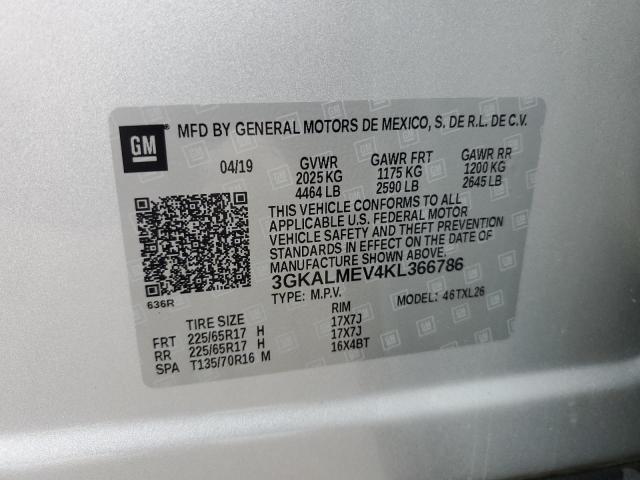 GM
MFD BY GENERAL MOTORS DE MEXICO, S. DE R.L. DE C.V.
04/19 GVWR GAWR FRT GAWR RR
2025 KG 1175 KG 1200 KG
4464 LB 2590 LB 2645 LB
THIS VEHICLE CONFORMS TO ALL
APPLICABLE U.S. FEDERAL MOTOR
VEHICLE SAFETY AND THEFT PREVENTION
STANDARDS IN EFFECT ON THE DATE OF
MANUFACTURE SHOWN ABOVE.
3GKALMEV4KL366786
636R
TYPE: M.P.V. MODEL: 46TXL26
TIRE SIZE RIM
FRT 225/65R17 H 17X7J
RR 225/65R17 H 17X7J
SPA T135/70R16 M 16X4BT